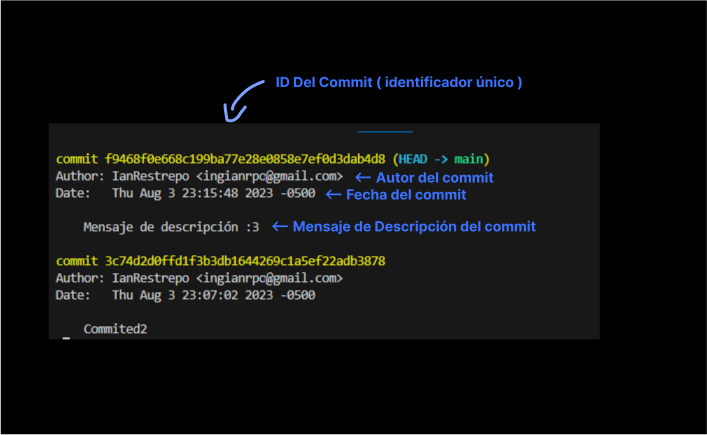 ID Del Commit ( identificador único )
commit f9468f0e668c199ba77e28e0858e7ef0d3dab4d8 (HEAD -> main)
Author: IanRestrepo <ingianrpc@gmail.com> Autor del commit
Date: Thu Aug 3 23:15:48 2023 -0500 Fecha del commit
Mensaje de descripción :3 Mensaje de Descripción del commit
commit 3c74d2d0ffd1f3b3db1644269c1a5ef22adb3878
Author: IanRestrepo <ingianrpc@gmail.com>
Date: Thu Aug 3 23:07:02 2023 -0500
Commited2